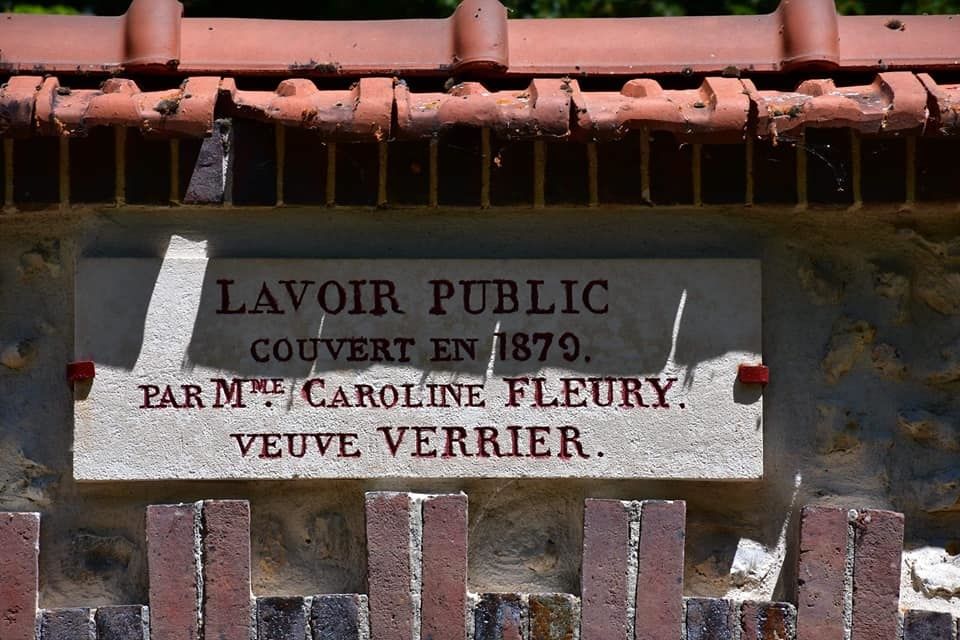 LAVOIR PUBLIC
COUVERT EN 1879.
PAR MME. CAROLINE FLEURY.
VEUVE VERRIER.